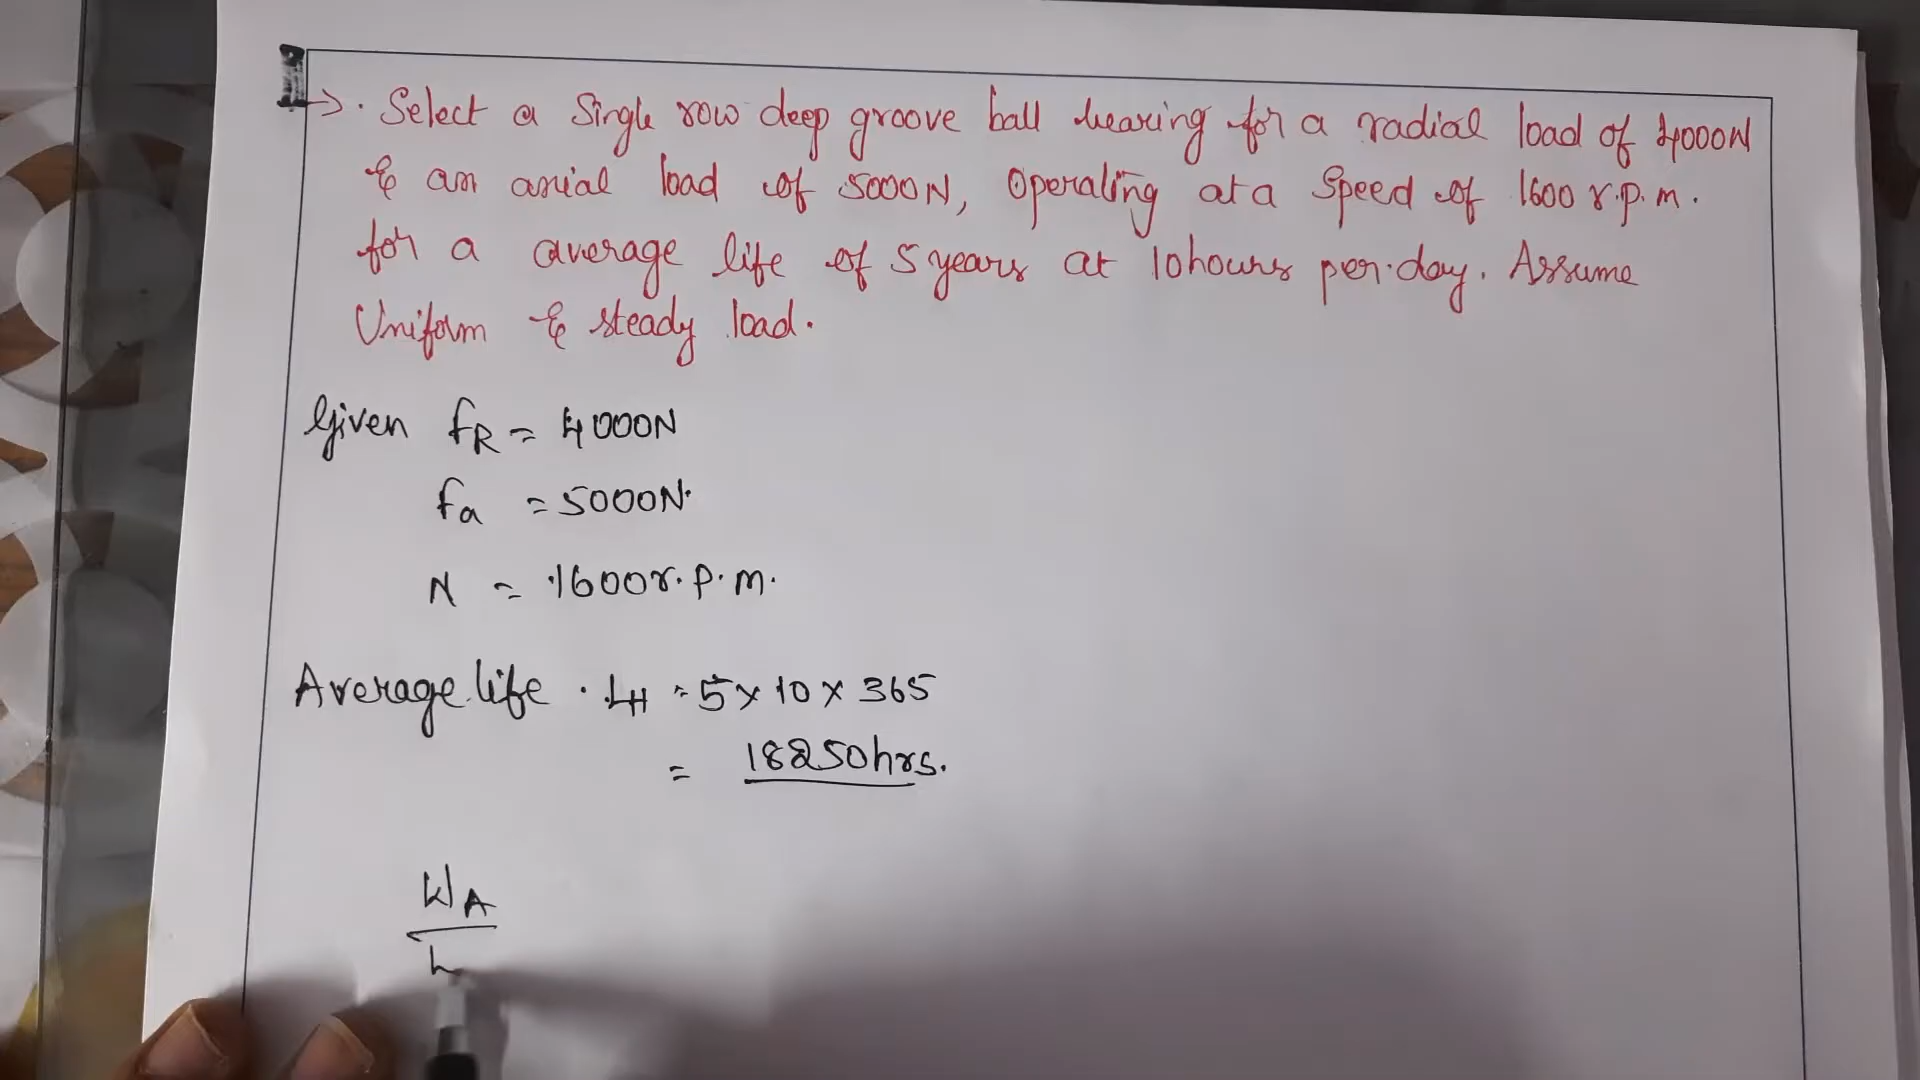 →. Select a Single row deep groove ball bearing for a radial load of 4000N
& an axial load of 5000N, Operating at a Speed of 1600 r.p.m.
for a average life of 5 years at 10 hours per day. Assume
Uniform & steady load.
Given fR = 4000N
fa = 5000N.
N = 1600 r.p.m.
Average life. LH = 5 × 10 × 365
= 18250 hrs.
WA